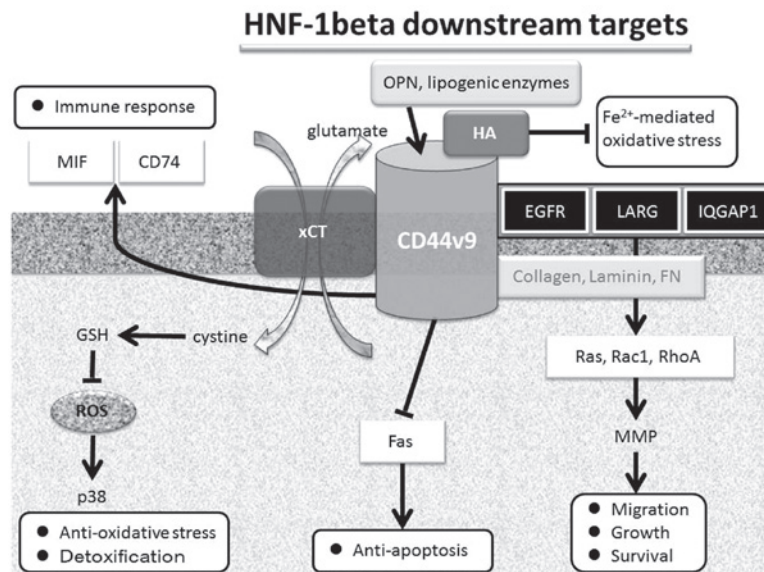 HNF-1beta downstream targets
OPN, lipogenic enzymes
● Immune response
MIF
CD74
glutamate
HA
Fe²⁺-mediated
oxidative stress
xCT
CD44v9
EGFR
LARG
IQGAP1
Collagen, Laminin, FN
GSH
cystine
Ras, Rac1, RhoA
ROS
Fas
MMP
p38
● Anti-oxidative stress
● Detoxification
● Anti-apoptosis
● Migration
● Growth
● Survival